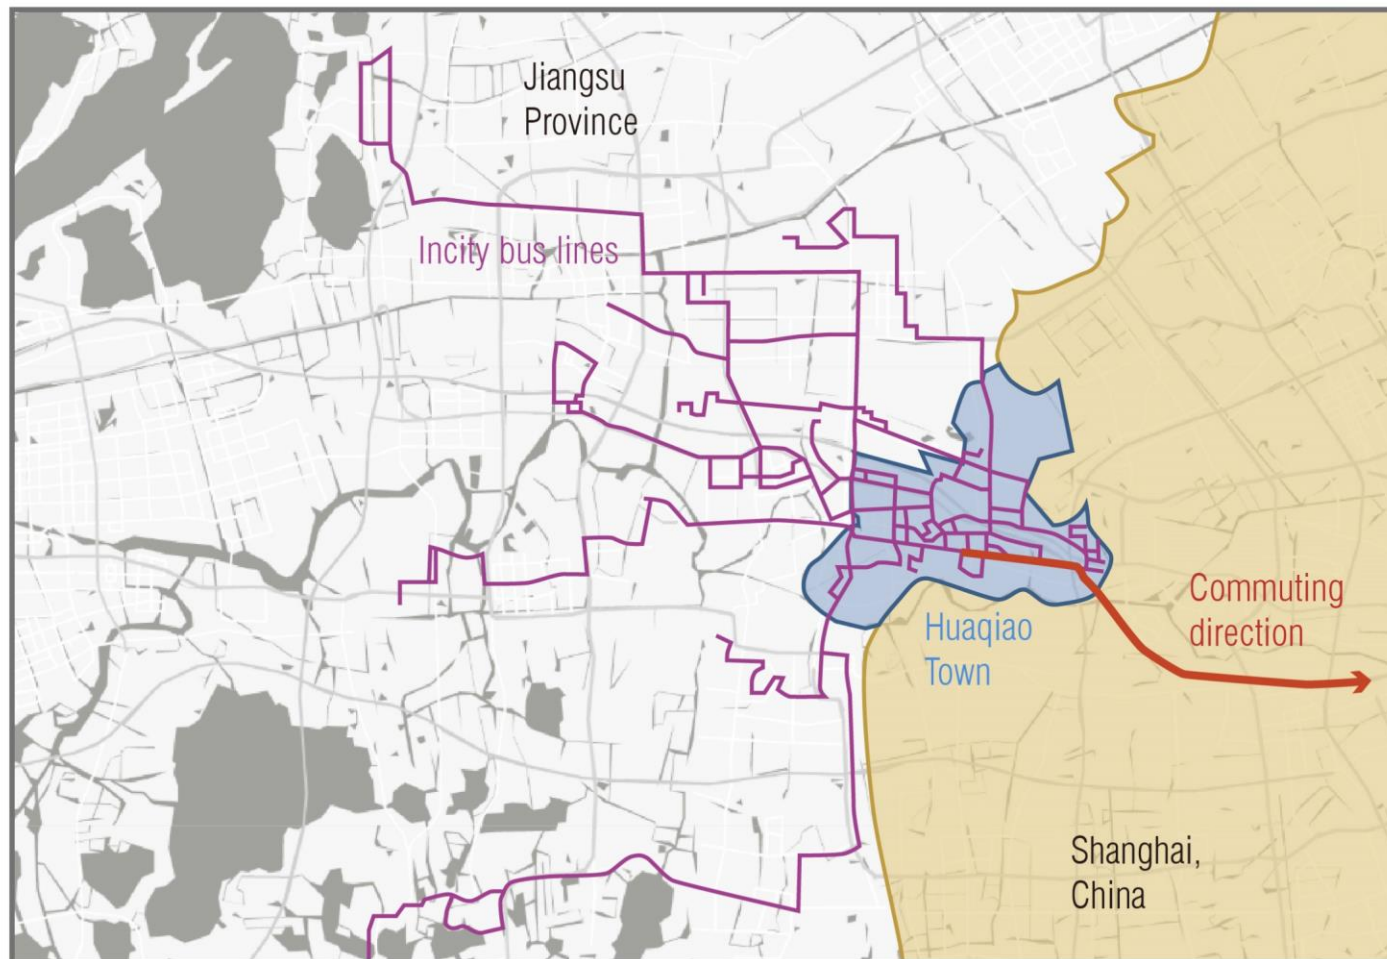 Jiangsu
Province
Incity bus lines
Commuting
direction
Huaqiao
Town
Shanghai,
China